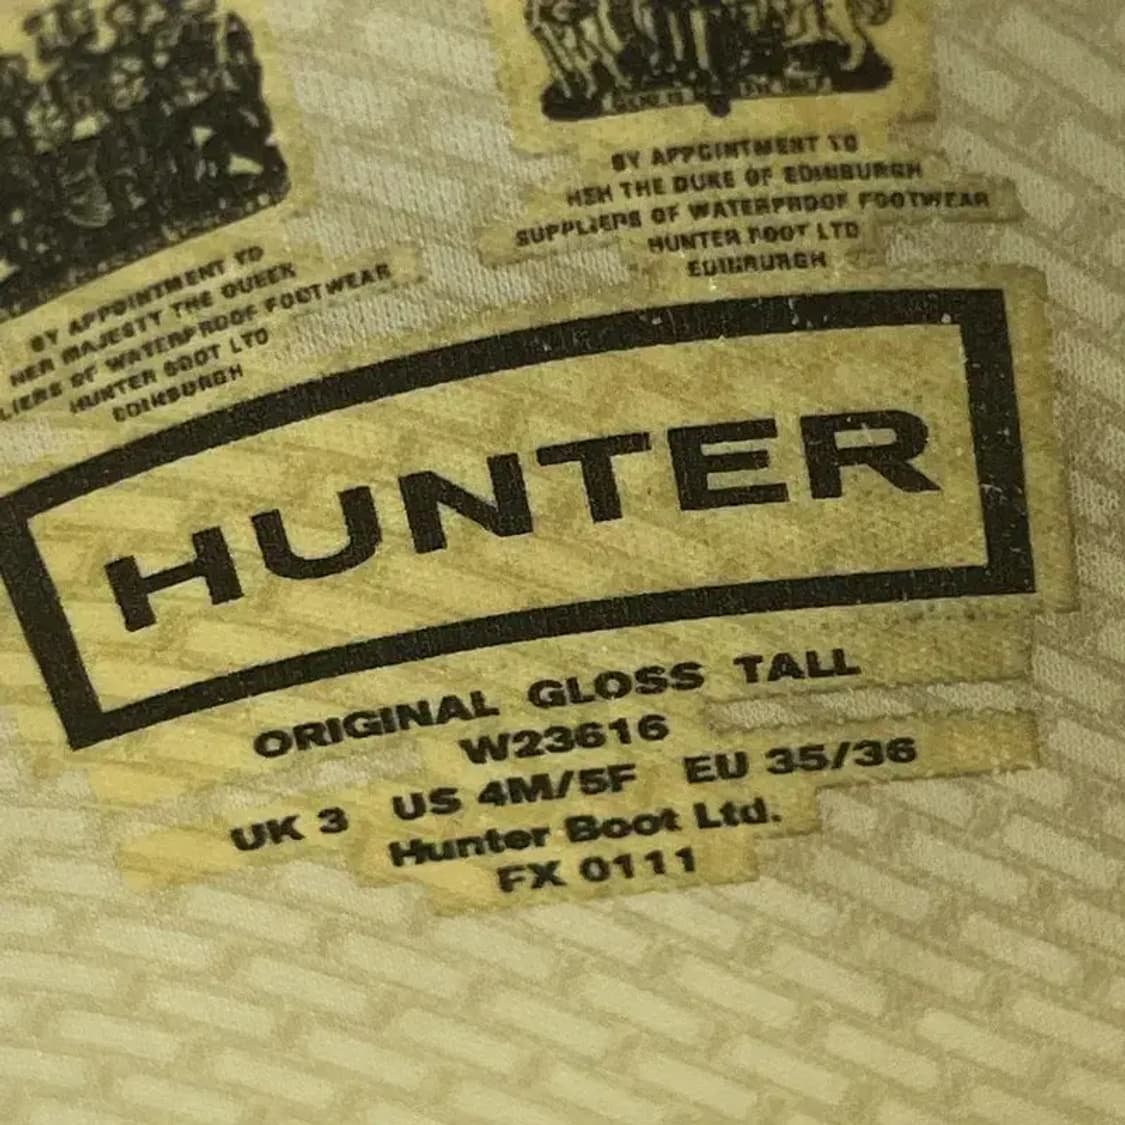 BY APPOINTMENT TO
HER MAJESTY THE QUEEN
LIERS OF WATERPROOF FOOTWEAR
HUNTER BOOT LTD
EDINBURGH
BY APPOINTMENT TO
HRH THE DUKE OF EDINBURGH
SUPPLIERS OF WATERPROOF FOOTWEAR
HUNTER BOOT LTD
EDINBURGH
HUNTER
ORIGINAL GLOSS TALL
W23616
UK 3 US 4M/5F EU 35/36
Hunter Boot Ltd.
FX 0111